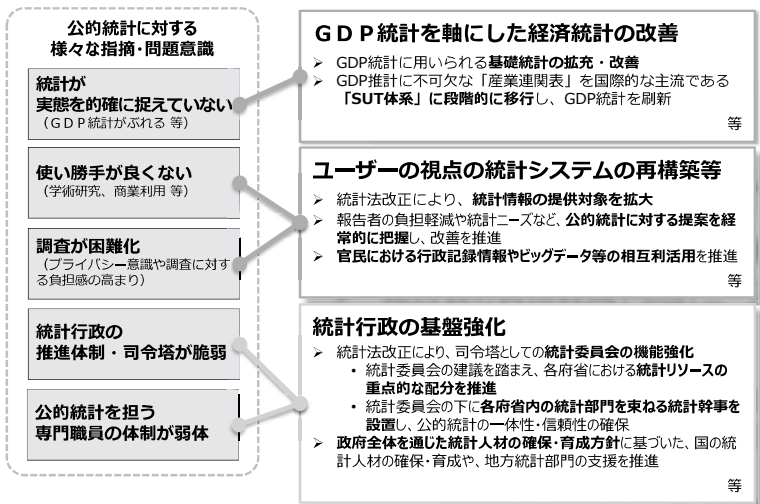 公的統計に対する
様々な指摘・問題意識
統計が
実態を的確に捉えていない
（ＧＤＰ統計がぶれる 等）
使い勝手が良くない
（学術研究、商業利用 等）
調査が困難化
（プライバシー意識や調査に対す
る負担感の高まり）
統計行政の
推進体制・司令塔が脆弱
公的統計を担う
専門職員の体制が弱体
ＧＤＰ統計を軸にした経済統計の改善
➢ GDP統計に用いられる基礎統計の拡充・改善
➢ GDP推計に不可欠な「産業連関表」を国際的な主流である
「SUT体系」に段階的に移行し、GDP統計を刷新
等
ユーザーの視点の統計システムの再構築等
➢ 統計法改正により、統計情報の提供対象を拡大
➢ 報告者の負担軽減や統計ニーズなど、公的統計に対する提案を経
常的に把握し、改善を推進
➢ 官民における行政記録情報やビッグデータ等の相互利活用を推進
等
統計行政の基盤強化
➢ 統計法改正により、司令塔としての統計委員会の機能強化
• 統計委員会の建議を踏まえ、各府省における統計リソースの
重点的な配分を推進
• 統計委員会の下に各府省内の統計部門を束ねる統計幹事を
設置し、公的統計の一体性・信頼性の確保
➢ 政府全体を通じた統計人材の確保・育成方針に基づいた、国の統
計人材の確保・育成や、地方統計部門の支援を推進
等